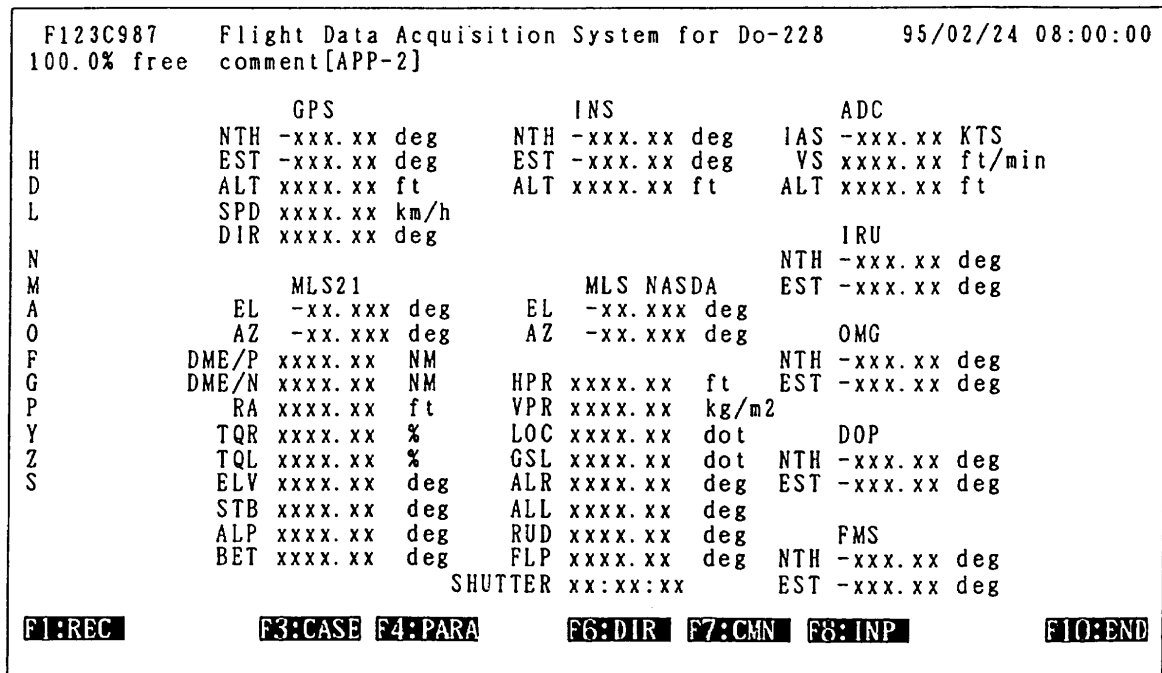 F123C987 Flight Data Acquisition System for Do-228 95/02/24 08:00:00
100.0% free comment[APP-2]
GPS INS ADC
NTH -xxx.xx deg NTH -xxx.xx deg IAS -xxx.xx KTS
H EST -xxx.xx deg EST -xxx.xx deg VS xxxx.xx ft/min
D ALT xxxx.xx ft ALT xxxx.xx ft ALT xxxx.xx ft
L SPD xxxx.xx km/h
DIR xxxx.xx deg IRU
N NTH -xxx.xx deg
M MLS21 MLS NASDA EST -xxx.xx deg
A EL -xx.xxx deg EL -xx.xxx deg
O AZ -xx.xxx deg AZ -xx.xxx deg OMG
F DME/P xxxx.xx NM NTH -xxx.xx deg
G DME/N xxxx.xx NM HPR xxxx.xx ft EST -xxx.xx deg
P RA xxxx.xx ft VPR xxxx.xx kg/m2
Y TQR xxxx.xx % LOC xxxx.xx dot DOP
Z TQL xxxx.xx % GSL xxxx.xx dot NTH -xxx.xx deg
S ELV xxxx.xx deg ALR xxxx.xx deg EST -xxx.xx deg
STB xxxx.xx deg ALL xxxx.xx deg
ALP xxxx.xx deg RUD xxxx.xx deg FMS
BET xxxx.xx deg FLP xxxx.xx deg NTH -xxx.xx deg
SHUTTER xx:xx:xx EST -xxx.xx deg
F1:REC F3:CASE F4:PARA F6:DIR F7:CMN F8:INP F10:END